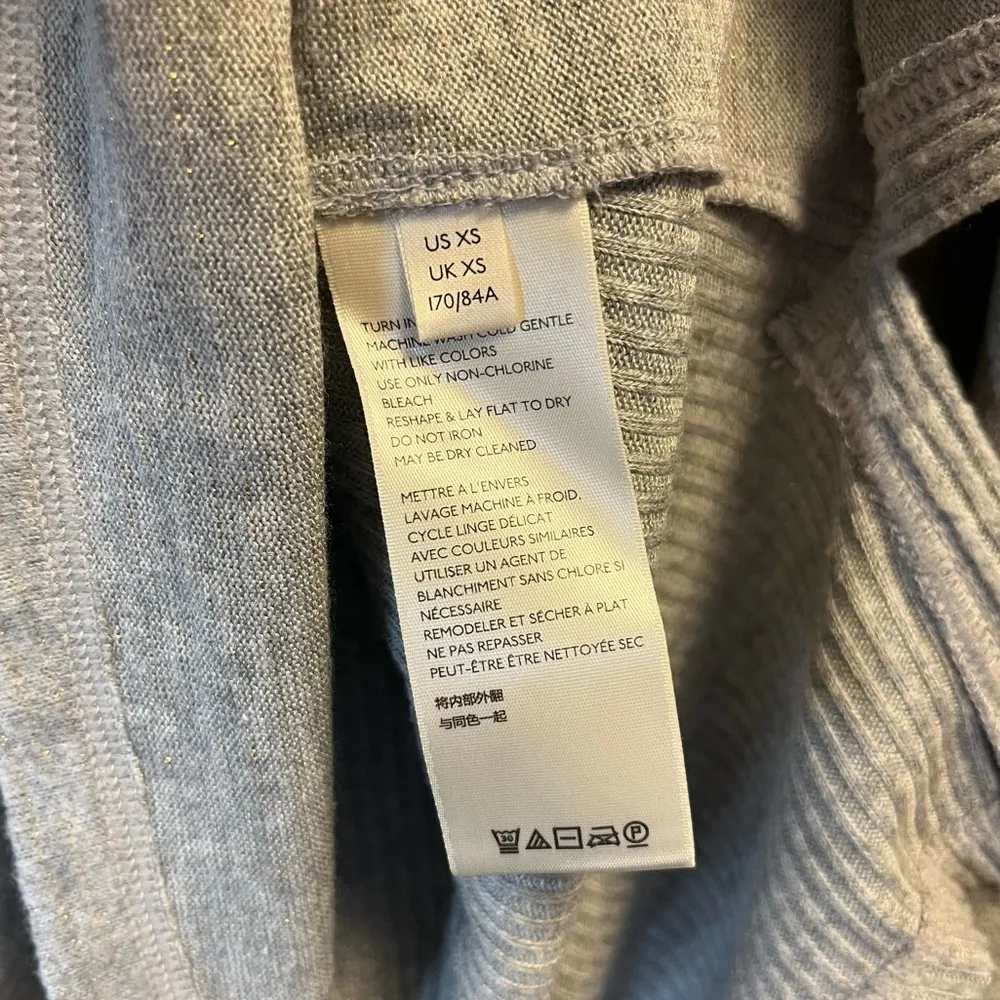 US XS
UK XS
170/84A
TURN IN
MACHINE WASH COLD GENTLE
WITH LIKE COLORS
USE ONLY NON-CHLORINE
BLEACH
RESHAPE & LAY FLAT TO DRY
DO NOT IRON
MAY BE DRY CLEANED
METTRE A L'ENVERS
LAVAGE MACHINE À FROID,
CYCLE LINGE DÉLICAT
AVEC COULEURS SIMILAIRES
UTILISER UN AGENT DE
BLANCHIMENT SANS CHLORE SI
NÉCESSAIRE
REMODELER ET SÉCHER À PLAT
NE PAS REPASSER
PEUT-ÊTRE ÊTRE NETTOYÉE SEC
将内部外翻
与同色一起
30 P